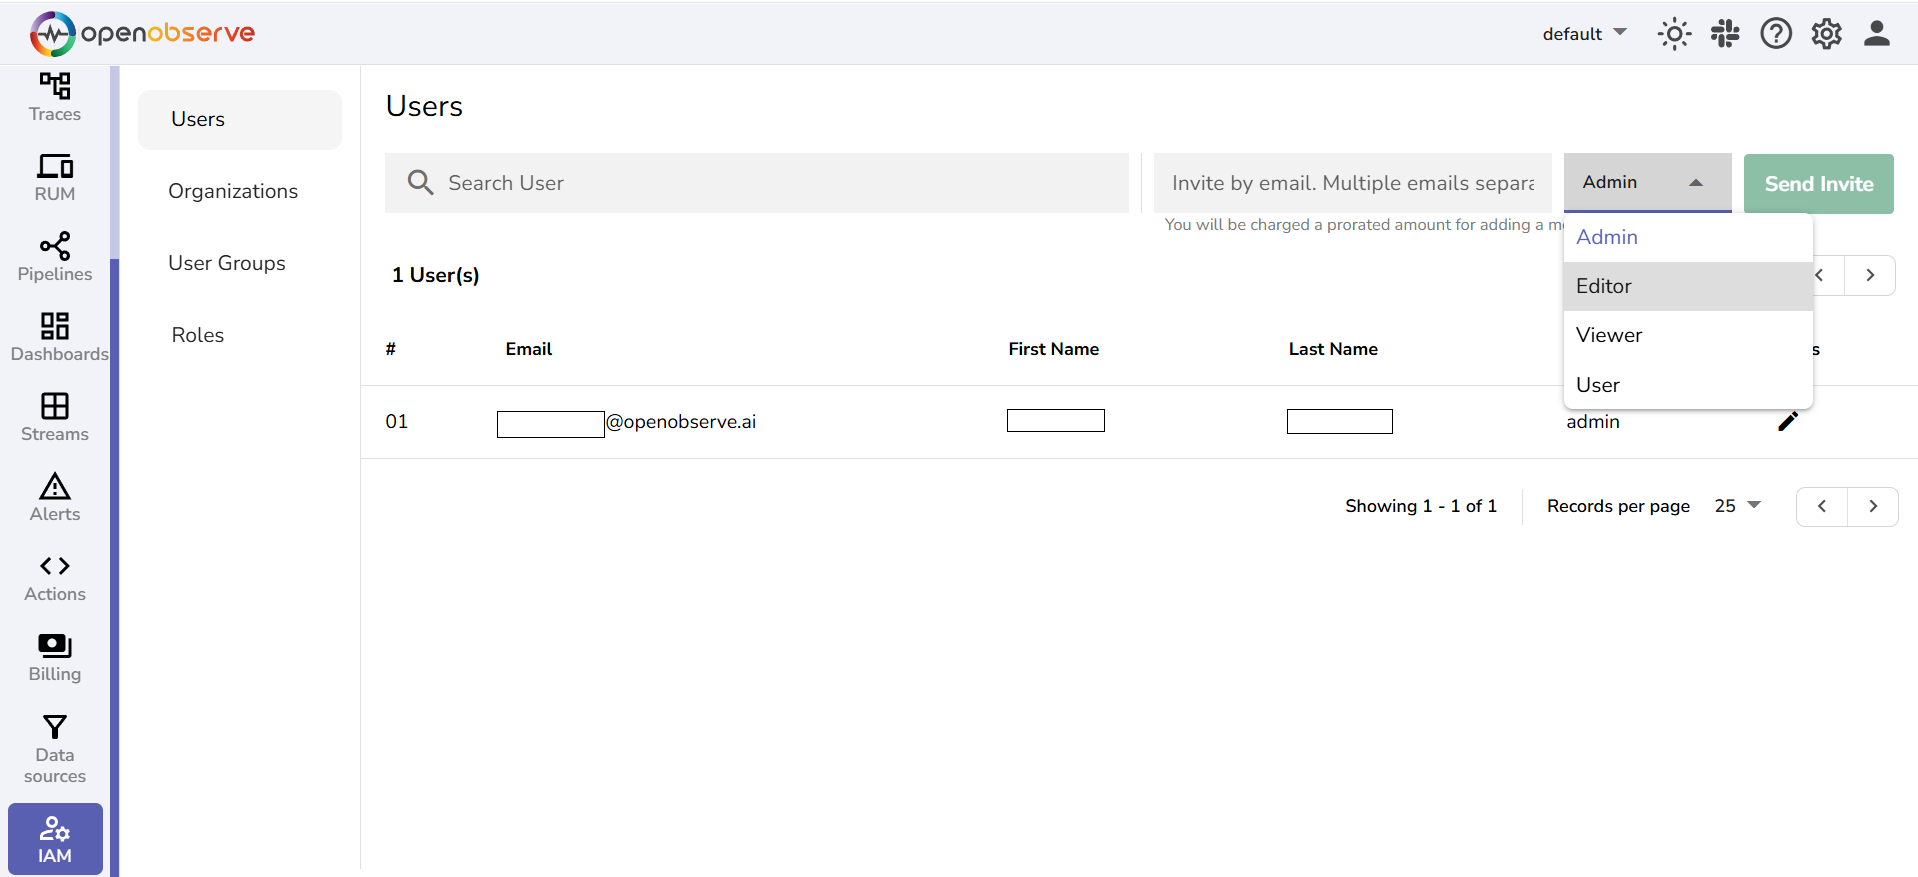 openobserve
default
Traces
RUM
Pipelines
Dashboards
Streams
Alerts
Actions
Billing
Data
sources
IAM
Users
Organizations
User Groups
Roles
Users
Search User
Invite by email. Multiple emails separa
Admin
Send Invite
You will be charged a prorated amount for adding a m
Admin
Editor
Viewer
User
1 User(s)
# Email First Name Last Name s
01 @openobserve.ai admin
Showing 1 - 1 of 1 Records per page 25